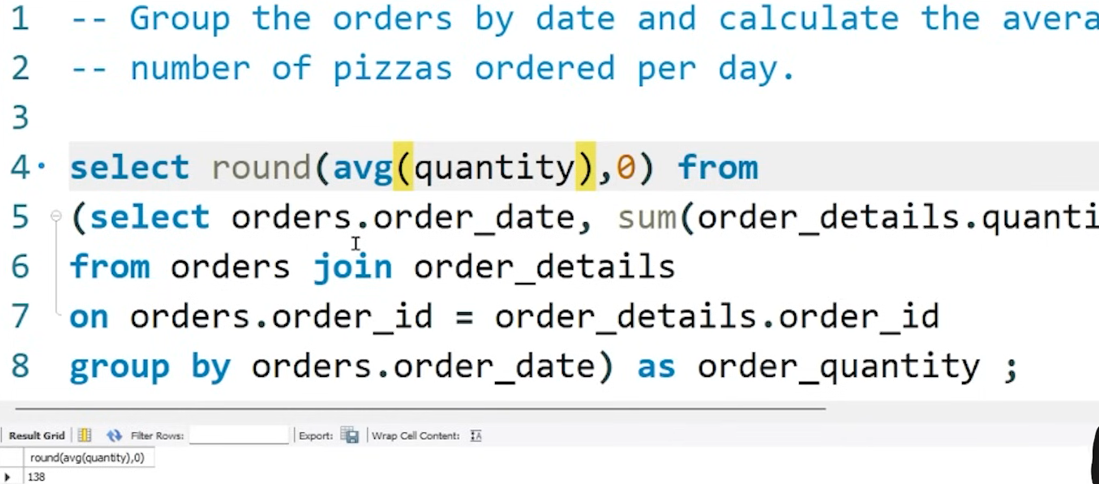 1 -- Group the orders by date and calculate the
2 -- number of pizzas ordered per day.
3
4 select round(avg(quantity),0) from
5 (select orders.order_date, sum(order_details.
6 from orders join order_details
7 on orders.order_id = order_details.order_id
8 group by orders.order_date) as order_quantity ;
Result Grid Filter Rows: Export: Wrap Cell Content:
round(avg(quantity),0)
138